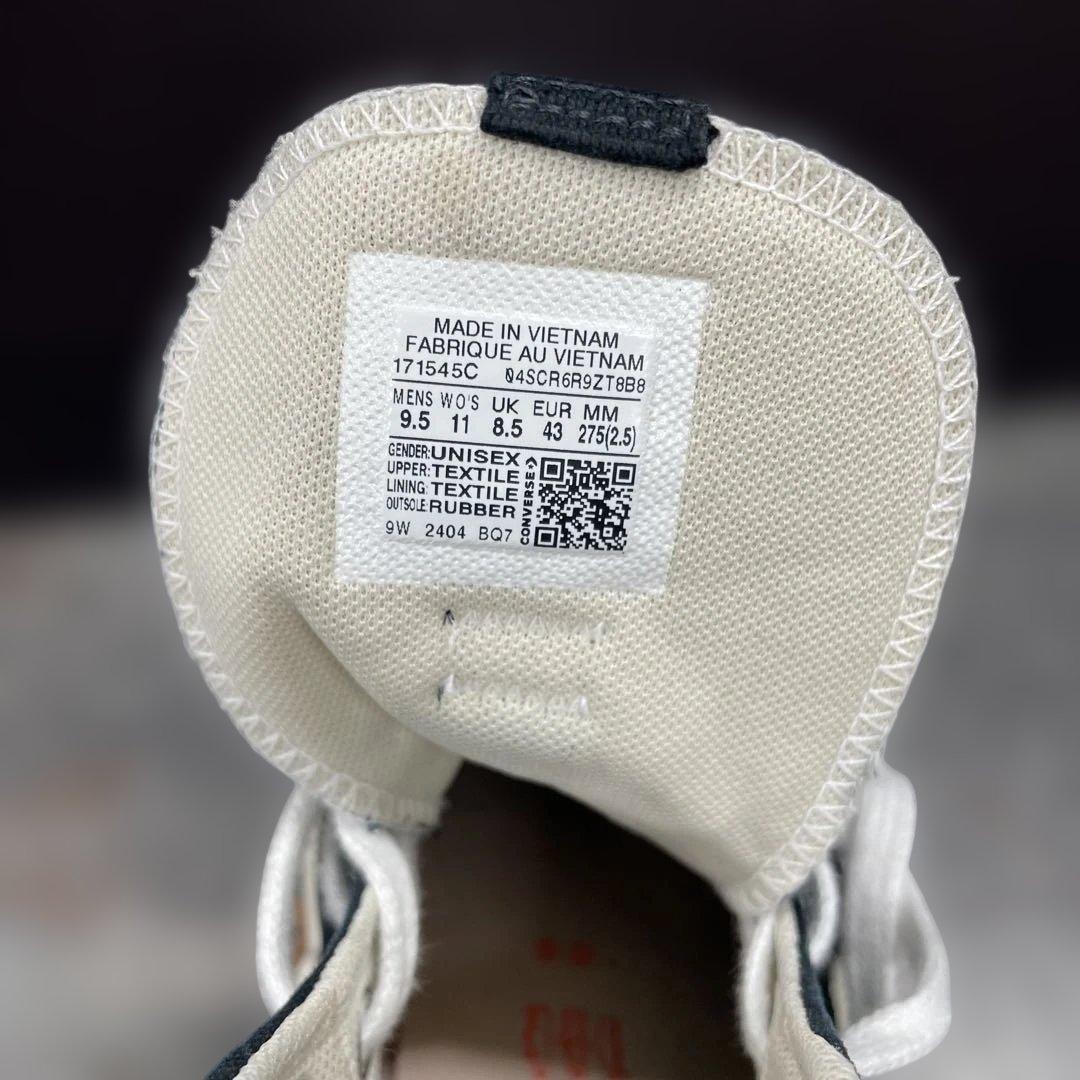 MADE IN VIETNAM
FABRIQUE AU VIETNAM
171545C 04SCR6R9ZT8B8
MENS WO'S UK EUR MM
9.5 11 8.5 43 275(2.5)
GENDER: UNISEX
UPPER: TEXTILE
LINING: TEXTILE
OUTSOLE: RUBBER
9W 2404 BQ7
CONVERSE